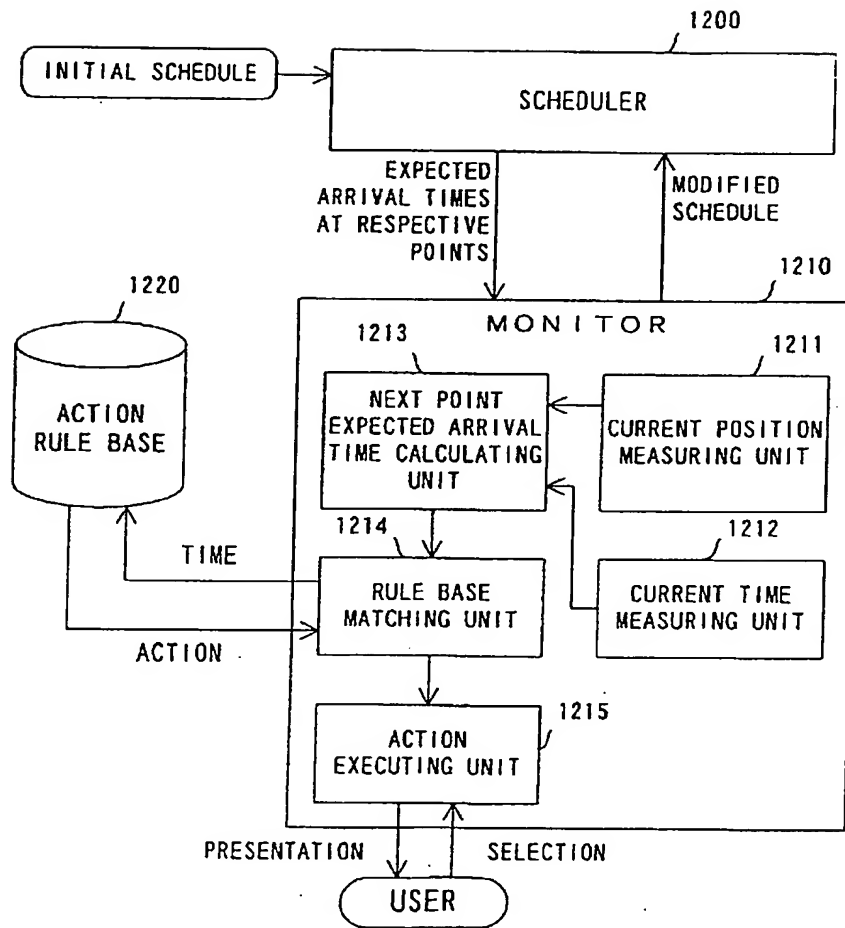 1200
INITIAL SCHEDULE
SCHEDULER
EXPECTED
ARRIVAL TIMES
AT RESPECTIVE
POINTS
MODIFIED
SCHEDULE
1210
1220
MONITOR
1213
1211
ACTION
RULE BASE
NEXT POINT
EXPECTED ARRIVAL
TIME CALCULATING
UNIT
CURRENT POSITION
MEASURING UNIT
1214
1212
TIME
RULE BASE
MATCHING UNIT
CURRENT TIME
MEASURING UNIT
ACTION
1215
ACTION
EXECUTING UNIT
PRESENTATION
SELECTION
USER